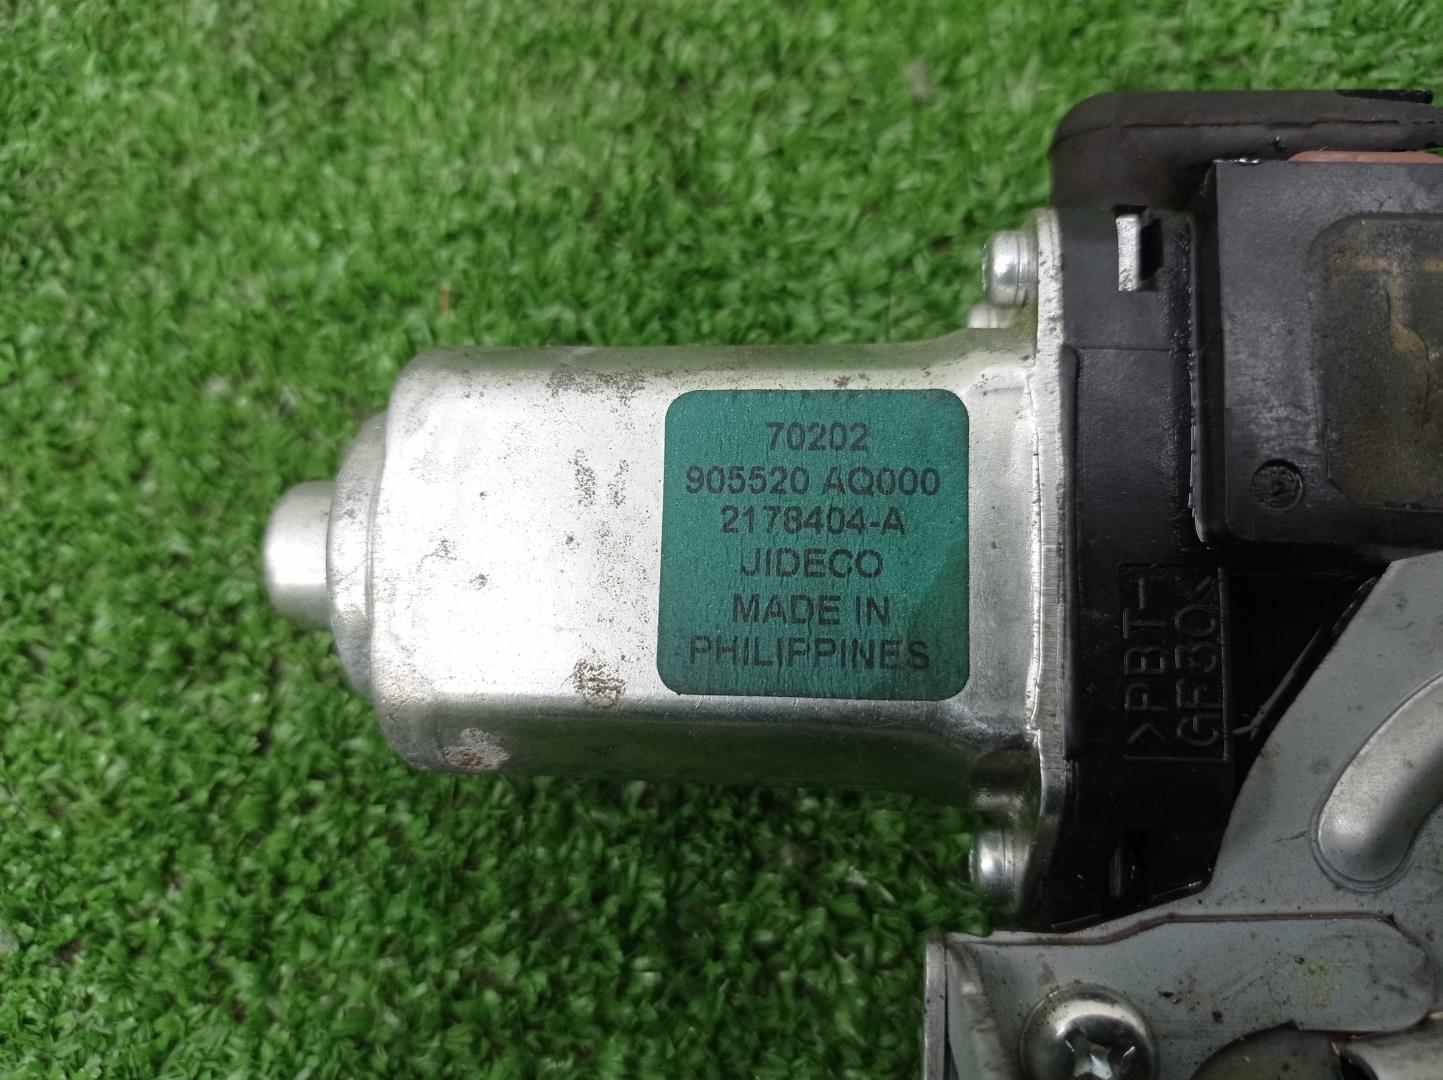 70202
905520 AQ000
2178404-A
JIDECO
MADE IN
PHILIPPINES
>PBT-
GF30<